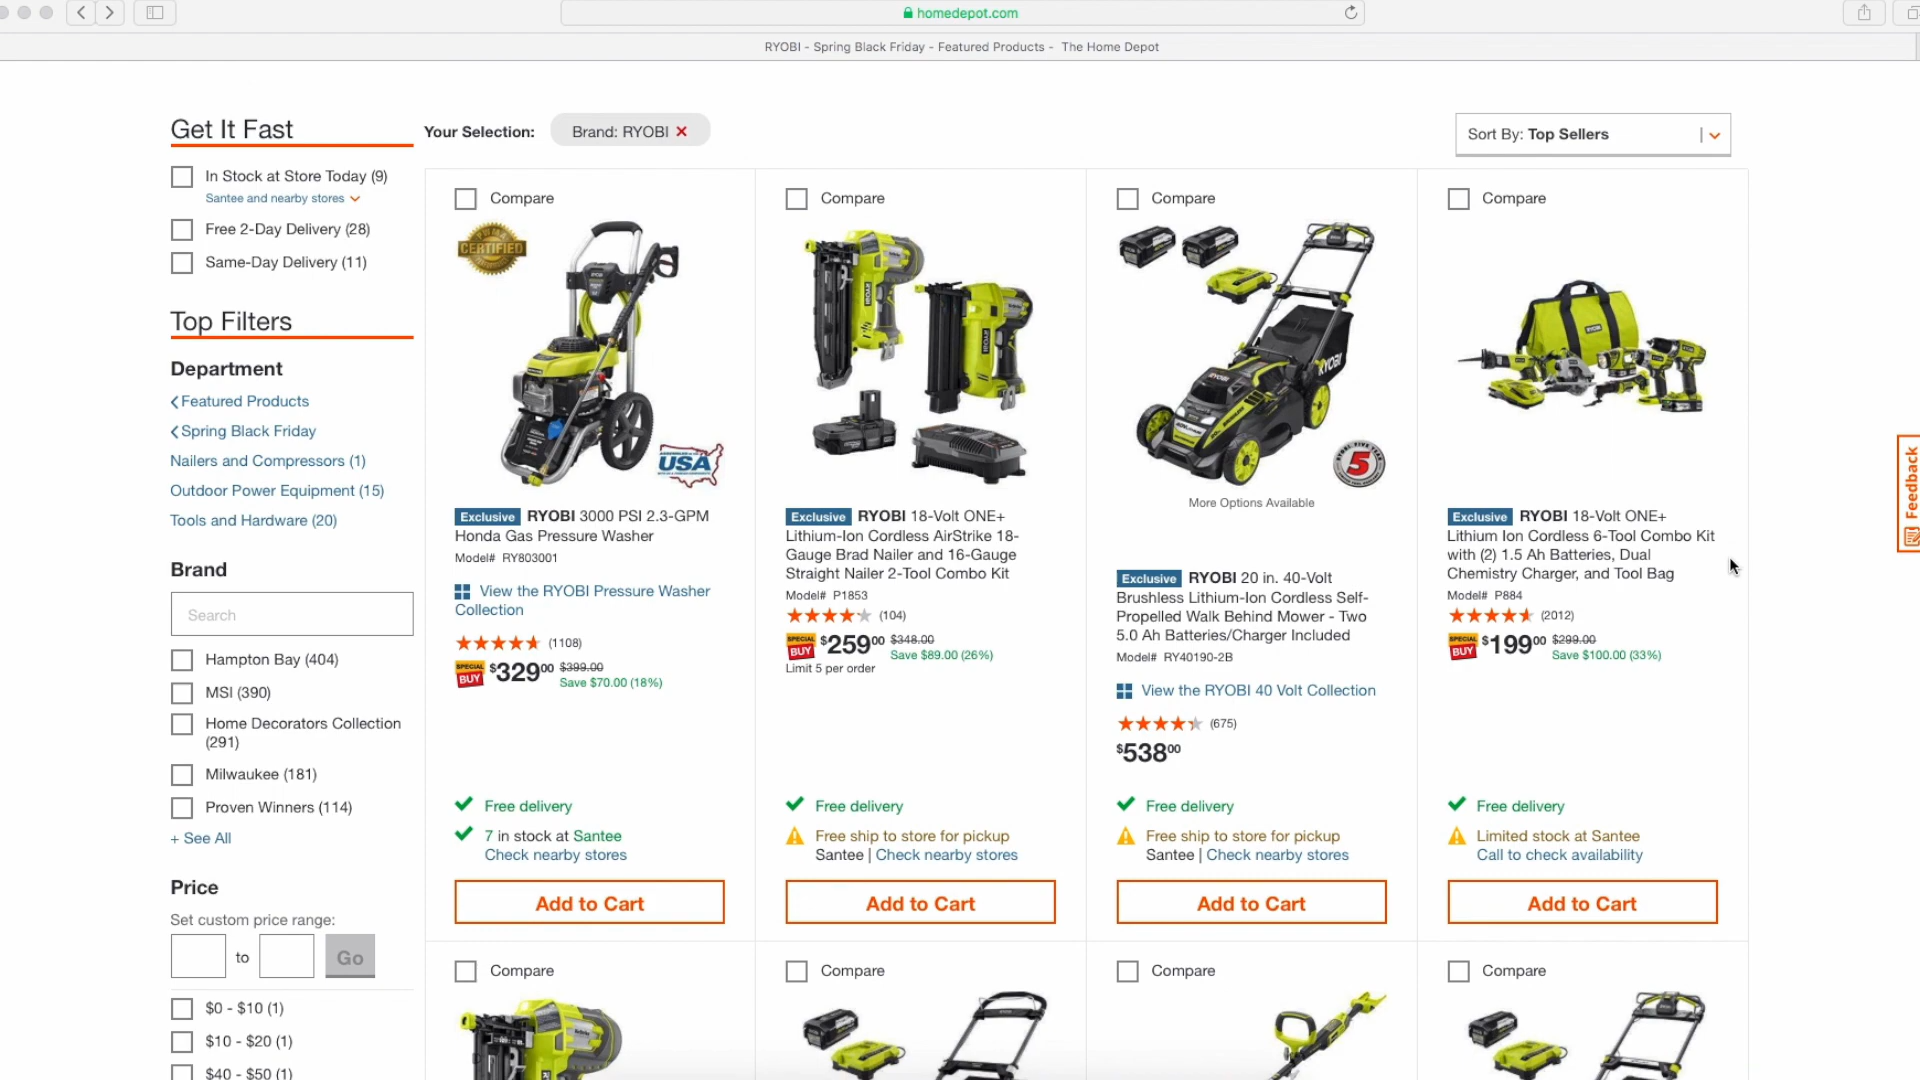 homedepot.com
RYOBI - Spring Black Friday - Featured Products - The Home Depot
Get It Fast
In Stock at Store Today (9)
Santee and nearby stores
Free 2-Day Delivery (28)
Same-Day Delivery (11)
Top Filters
Department
Featured Products
Spring Black Friday
Nailers and Compressors (1)
Outdoor Power Equipment (15)
Tools and Hardware (20)
Brand
Search
Hampton Bay (404)
MSI (390)
Home Decorators Collection
(291)
Milwaukee (181)
Proven Winners (114)
+ See All
Price
Set custom price range:
to
Go
$0 - $10 (1)
$10 - $20 (1)
$40 - $50 (1)
Your Selection:
Brand: RYOBI
Sort By: Top Sellers
Compare
CERTIFIED
USA
Exclusive RYOBI 3000 PSI 2.3-GPM
Honda Gas Pressure Washer
Model# RY803001
View the RYOBI Pressure Washer
Collection
(1108)
SPECIAL BUY $329.00 $399.00
Save $70.00 (18%)
Free delivery
7 in stock at Santee
Check nearby stores
Add to Cart
Compare
RYOBI
RYOBI
Exclusive RYOBI 18-Volt ONE+
Lithium-Ion Cordless AirStrike 18-
Gauge Brad Nailer and 16-Gauge
Straight Nailer 2-Tool Combo Kit
Model# P1853
(104)
SPECIAL BUY $259.00 $348.00
Save $89.00 (26%)
Limit 5 per order
Free delivery
Free ship to store for pickup
Santee | Check nearby stores
Add to Cart
Compare
RYOBI
5
More Options Available
Exclusive RYOBI 20 in. 40-Volt
Brushless Lithium-Ion Cordless Self-
Propelled Walk Behind Mower - Two
5.0 Ah Batteries/Charger Included
Model# RY40190-2B
View the RYOBI 40 Volt Collection
(675)
$538.00
Free delivery
Free ship to store for pickup
Santee | Check nearby stores
Add to Cart
Compare
RYOBI
Exclusive RYOBI 18-Volt ONE+
Lithium Ion Cordless 6-Tool Combo Kit
with (2) 1.5 Ah Batteries, Dual
Chemistry Charger, and Tool Bag
Model# P884
(2012)
SPECIAL BUY $199.00 $299.00
Save $100.00 (33%)
Free delivery
Limited stock at Santee
Call to check availability
Add to Cart
Feedback
Compare
Compare
Compare
Compare